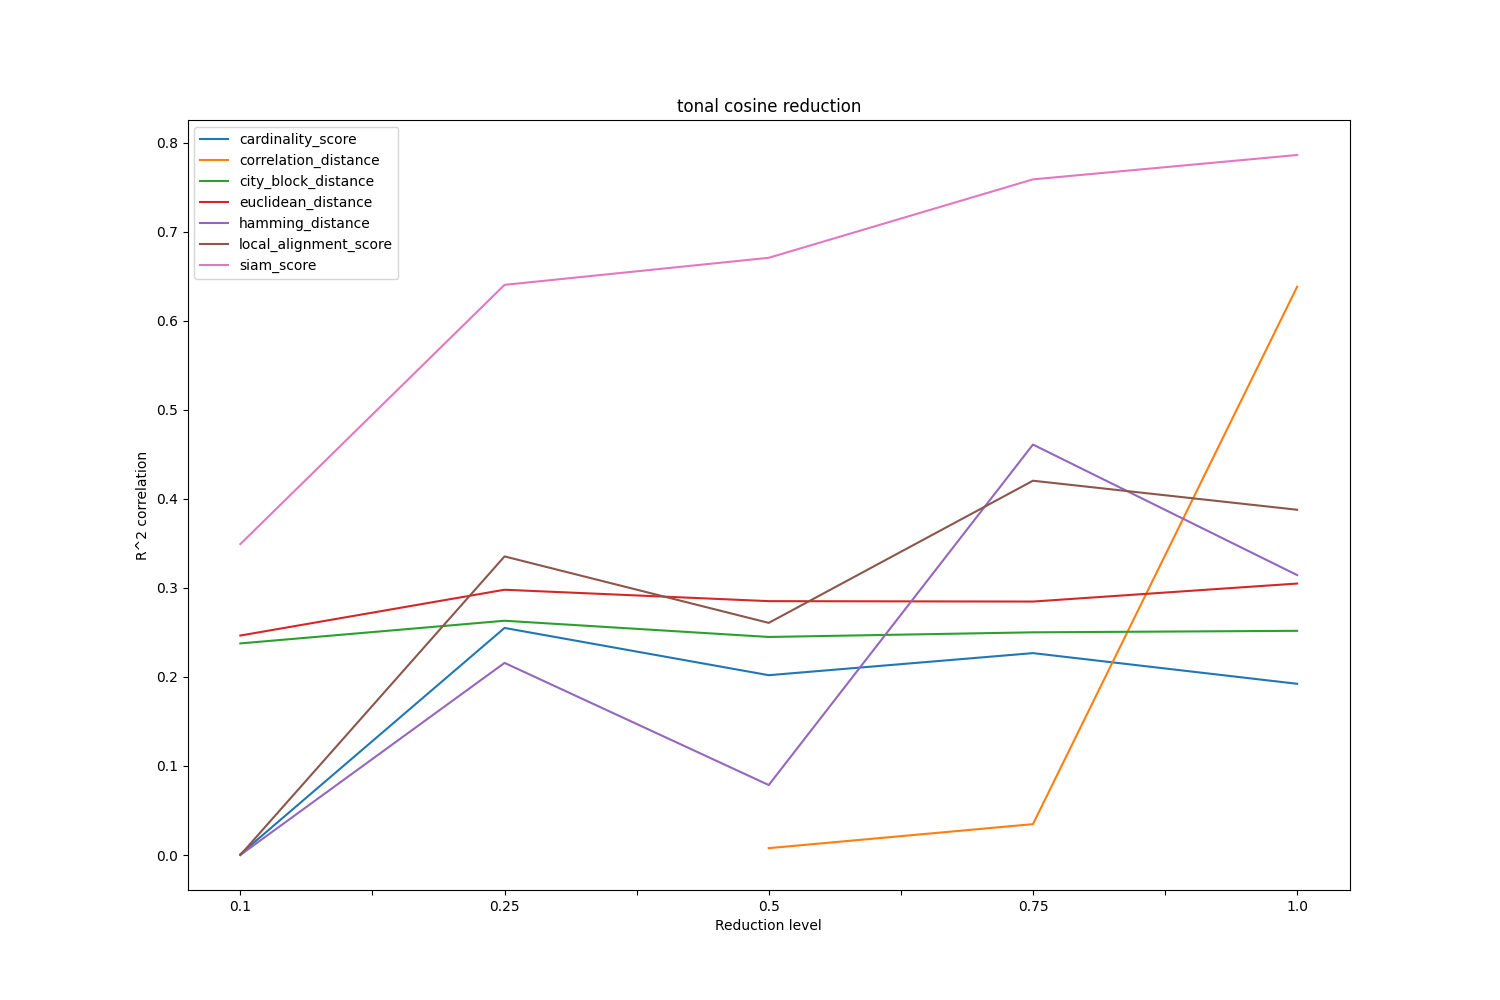 tonal cosine reduction
cardinality_score
correlation_distance
city_block_distance
euclidean_distance
hamming_distance
local_alignment_score
siam_score
0.8
0.7
0.6
0.5
0.4
0.3
0.2
0.1
0.0
R^2 correlation
0.1 0.25 0.5 0.75 1.0
Reduction level